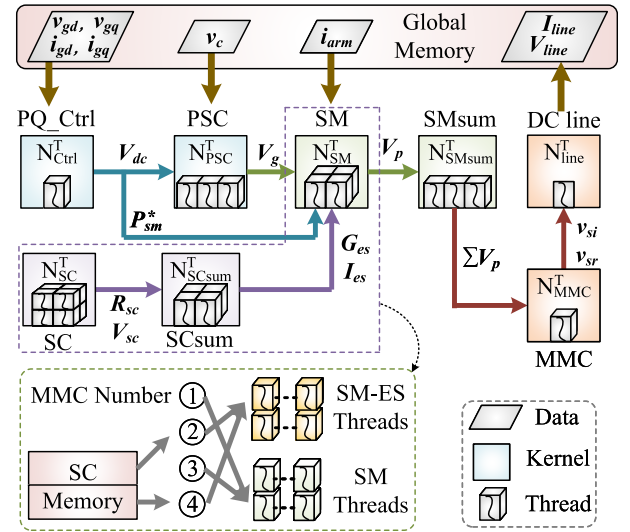 v_gd, v_gq
i_gd, i_gq
v_c
i_arm
Global
Memory
I_line
V_line
PQ_Ctrl
PSC
SM
SMsum
DC line
N^T_Ctrl
V_dc
N^T_PSC
V_g
N^T_SM
V_p
N^T_SMsum
N^T_line
P*_sm
G_es
I_es
v_si
v_sr
N^T_SC
R_sc
V_sc
N^T_SCsum
ΣV_p
N^T_MMC
SC
SCsum
MMC
MMC Number
①
②
③
④
SM-ES
Threads
SM
Threads
SC
Memory
Data
Kernel
Thread